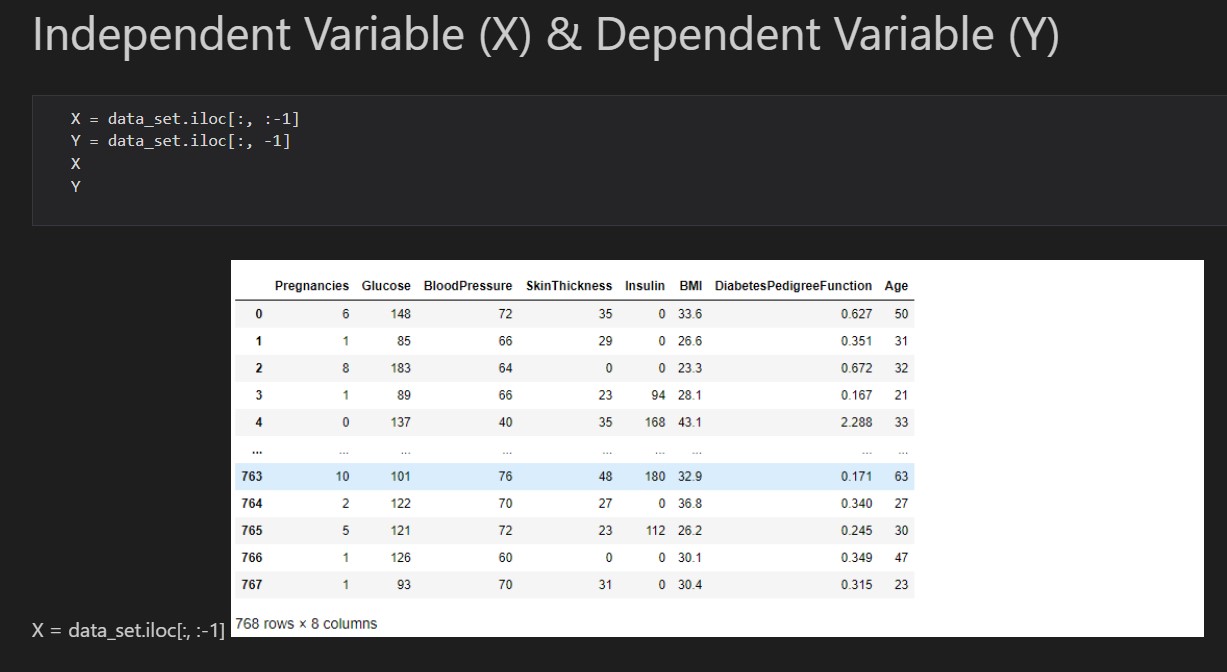 Independent Variable (X) & Dependent Variable (Y)
X = data_set.iloc[:, :-1]
Y = data_set.iloc[:, -1]
X
Y
Pregnancies Glucose BloodPressure SkinThickness Insulin BMI DiabetesPedigreeFunction Age
0 6 148 72 35 0 33.6 0.627 50
1 1 85 66 29 0 26.6 0.351 31
2 8 183 64 0 0 23.3 0.672 32
3 1 89 66 23 94 28.1 0.167 21
4 0 137 40 35 168 43.1 2.288 33
... ... ... ... ... ... ... ... ...
763 10 101 76 48 180 32.9 0.171 63
764 2 122 70 27 0 36.8 0.340 27
765 5 121 72 23 112 26.2 0.245 30
766 1 126 60 0 0 30.1 0.349 47
767 1 93 70 31 0 30.4 0.315 23
768 rows × 8 columns
X = data_set.iloc[:, :-1]